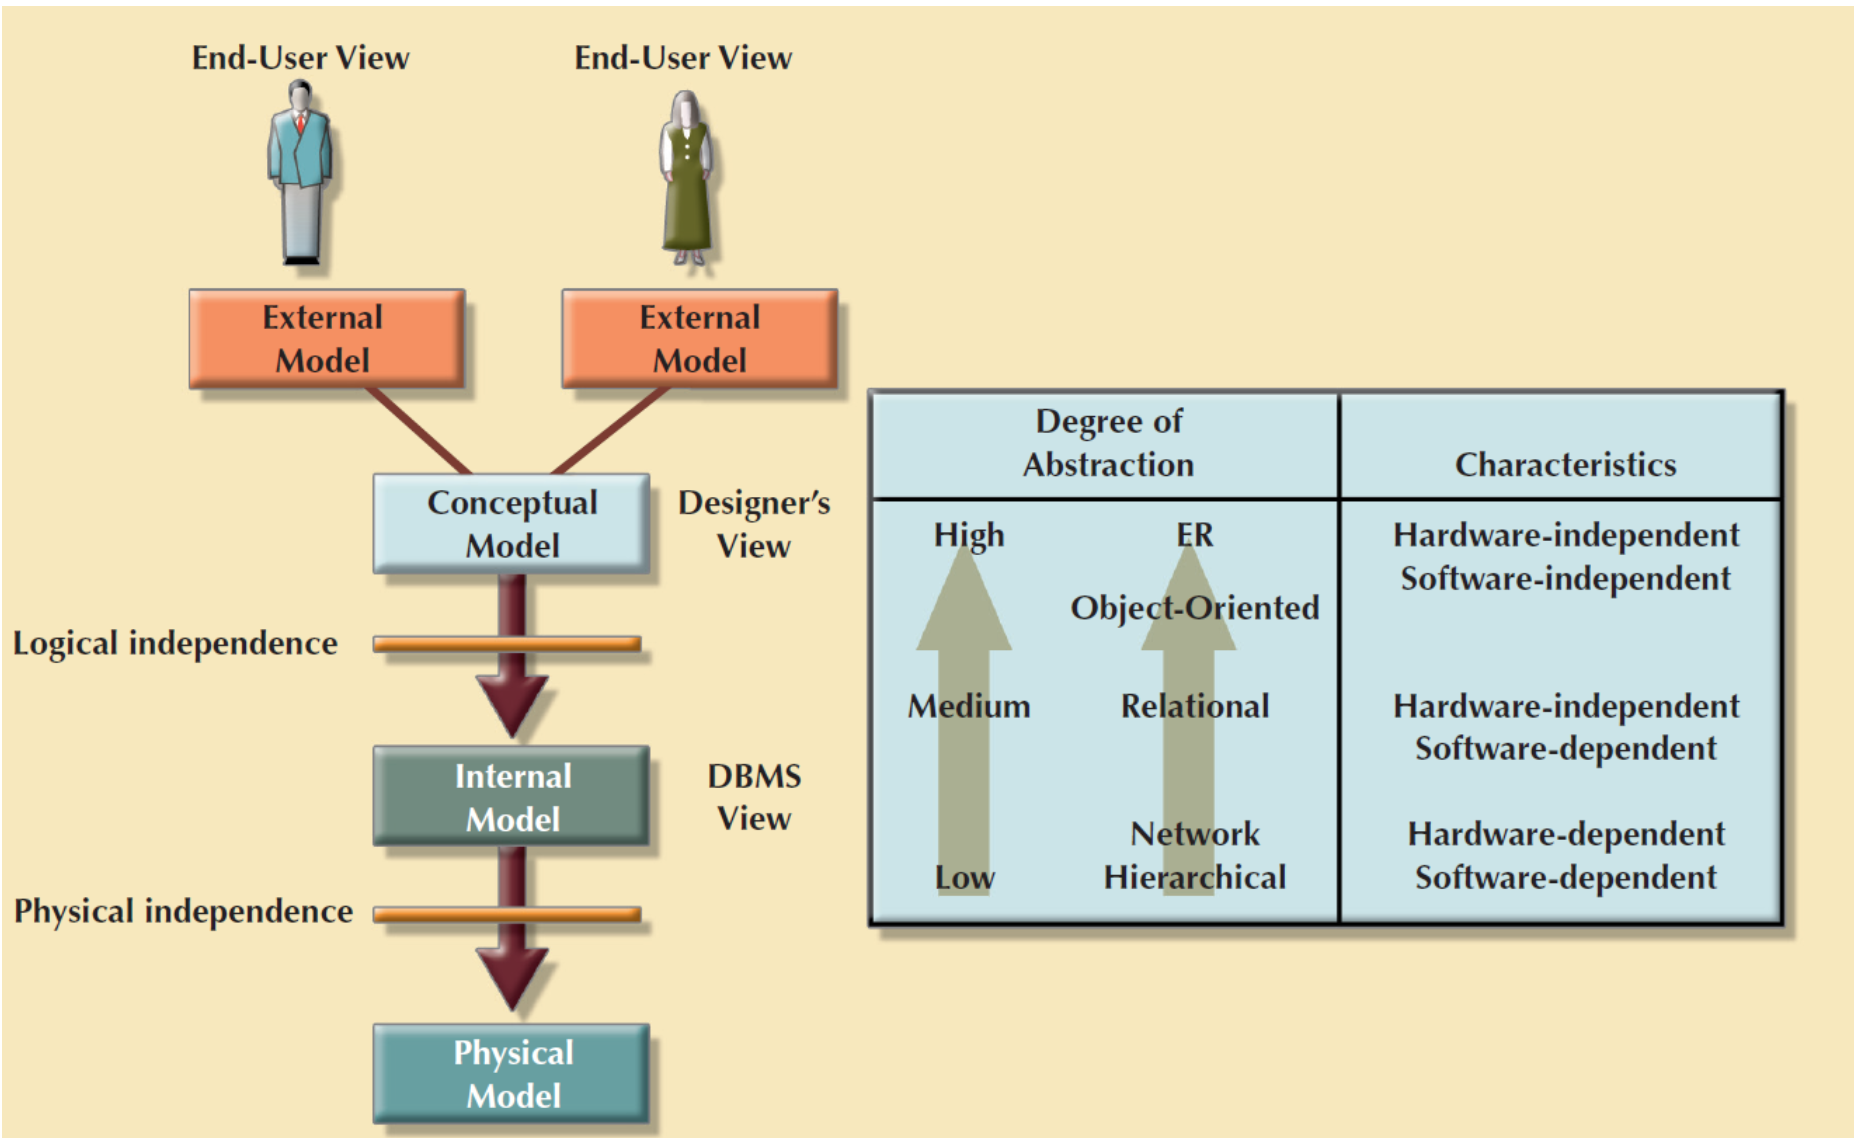 End-User View
End-User View
External
Model
External
Model
Conceptual
Model
Designer's
View
Logical independence
Internal
Model
DBMS
View
Physical independence
Physical
Model
Degree of
Abstraction
Characteristics
High
ER
Hardware-independent
Software-independent
Object-Oriented
Medium
Relational
Hardware-independent
Software-dependent
Network
Hardware-dependent
Low
Hierarchical
Software-dependent